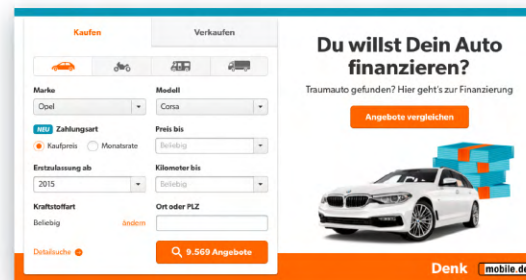 Kaufen
Verkaufen
Marke
Modell
Opel
Corsa
NEU Zahlungsart
Preis bis
Kaufpreis
Monatsrate
Beliebig
Erstzulassung ab
Kilometer bis
2015
Beliebig
Kraftstoffart
Ort oder PLZ
Beliebig
ändern
Detailsuche
9.569 Angebote
Du willst Dein Auto
finanzieren?
Traumauto gefunden? Hier geht's zur Finanzierung
Angebote vergleichen
Denk mobile.de